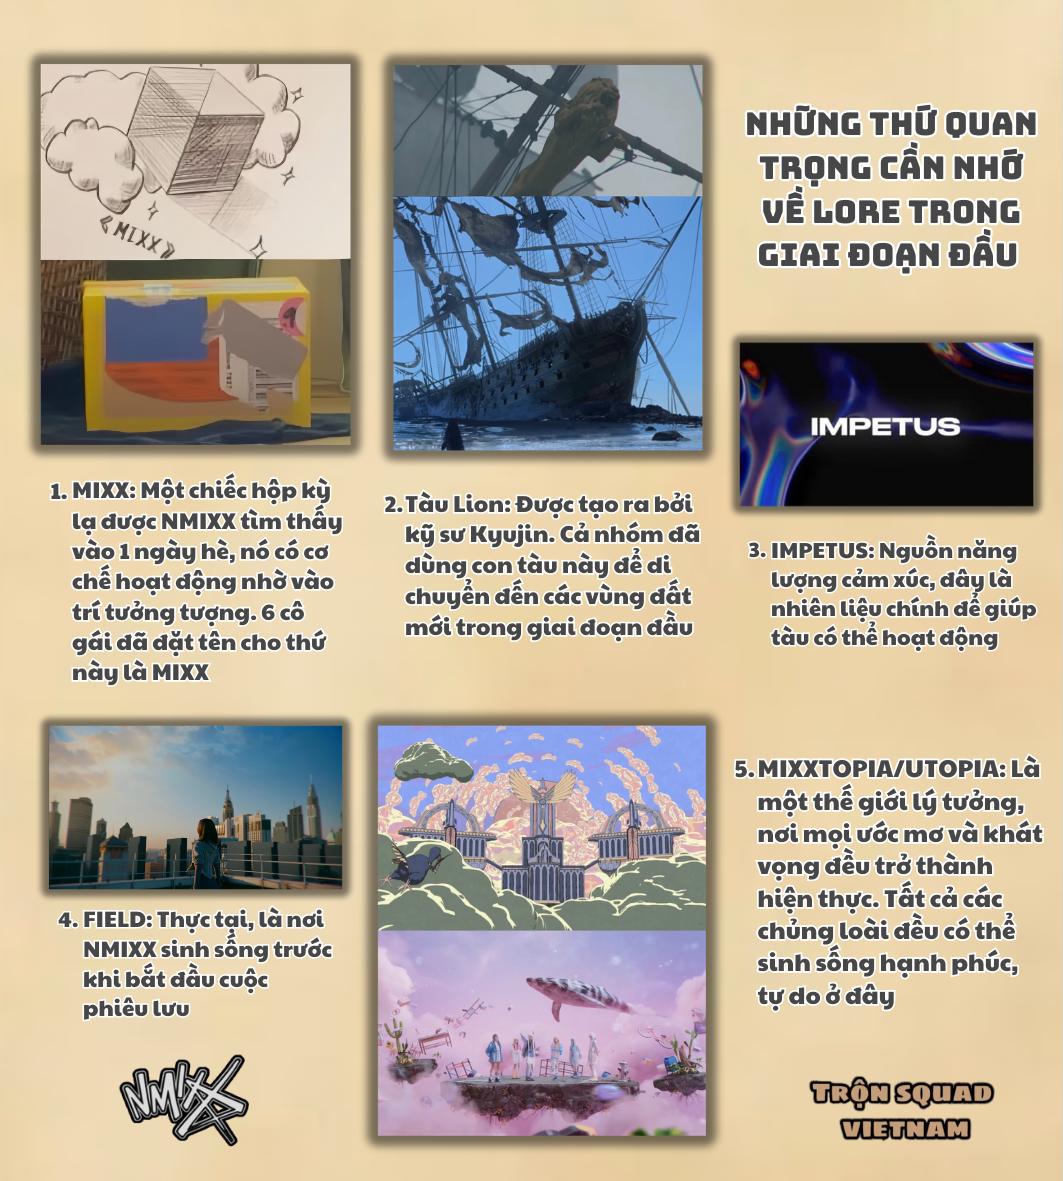 NHỮNG THỨ QUAN
TRỌNG CẦN NHỚ
VỀ LORE TRONG
GIAI ĐOẠN ĐẦU
《MIXX》
1. MIXX: Một chiếc hộp kỳ
lạ được NMIXX tìm thấy
vào 1 ngày hè, nó có cơ
chế hoạt động nhờ vào
trí tưởng tượng. 6 cô
gái đã đặt tên cho thứ
này là MIXX
2. Tàu Lion: Được tạo ra bởi
kỹ sư Kyujin. Cả nhóm đã
dùng con tàu này để di
chuyển đến các vùng đất
mới trong giai đoạn đầu
IMPETUS
3. IMPETUS: Nguồn năng
lượng cảm xúc, đây là
nhiên liệu chính để giúp
tàu có thể hoạt động
4. FIELD: Thực tại, là nơi
NMIXX sinh sống trước
khi bắt đầu cuộc
phiêu lưu
5. MIXXTOPIA/UTOPIA: Là
một thế giới lý tưởng,
nơi mọi ước mơ và khát
vọng đều trở thành
hiện thực. Tất cả các
chủng loài đều có thể
sinh sống hạnh phúc,
tự do ở đây
NMIXX
TRỘN SQUAD
VIETNAM